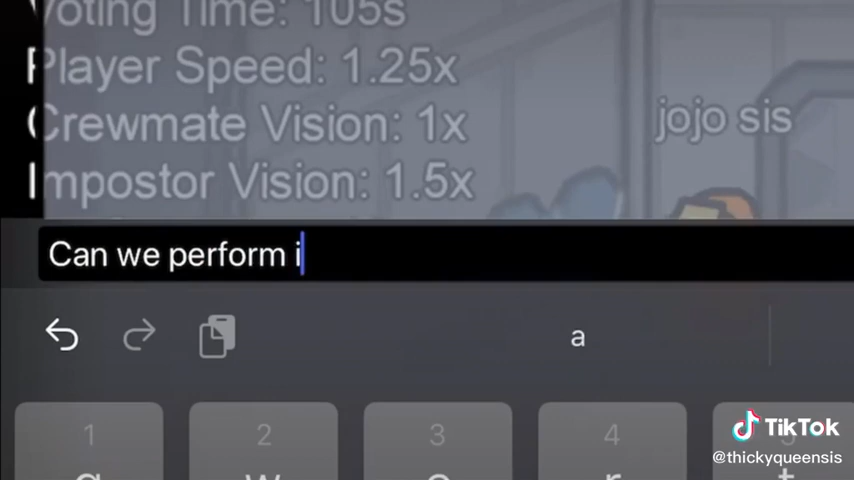 Voting Time: 105s
Player Speed: 1.25x
Crewmate Vision: 1x
jojo sis
Impostor Vision: 1.5x
Can we perform i
a
1 2 3 4 5
q w e r t
TikTok
@thickyqueensis